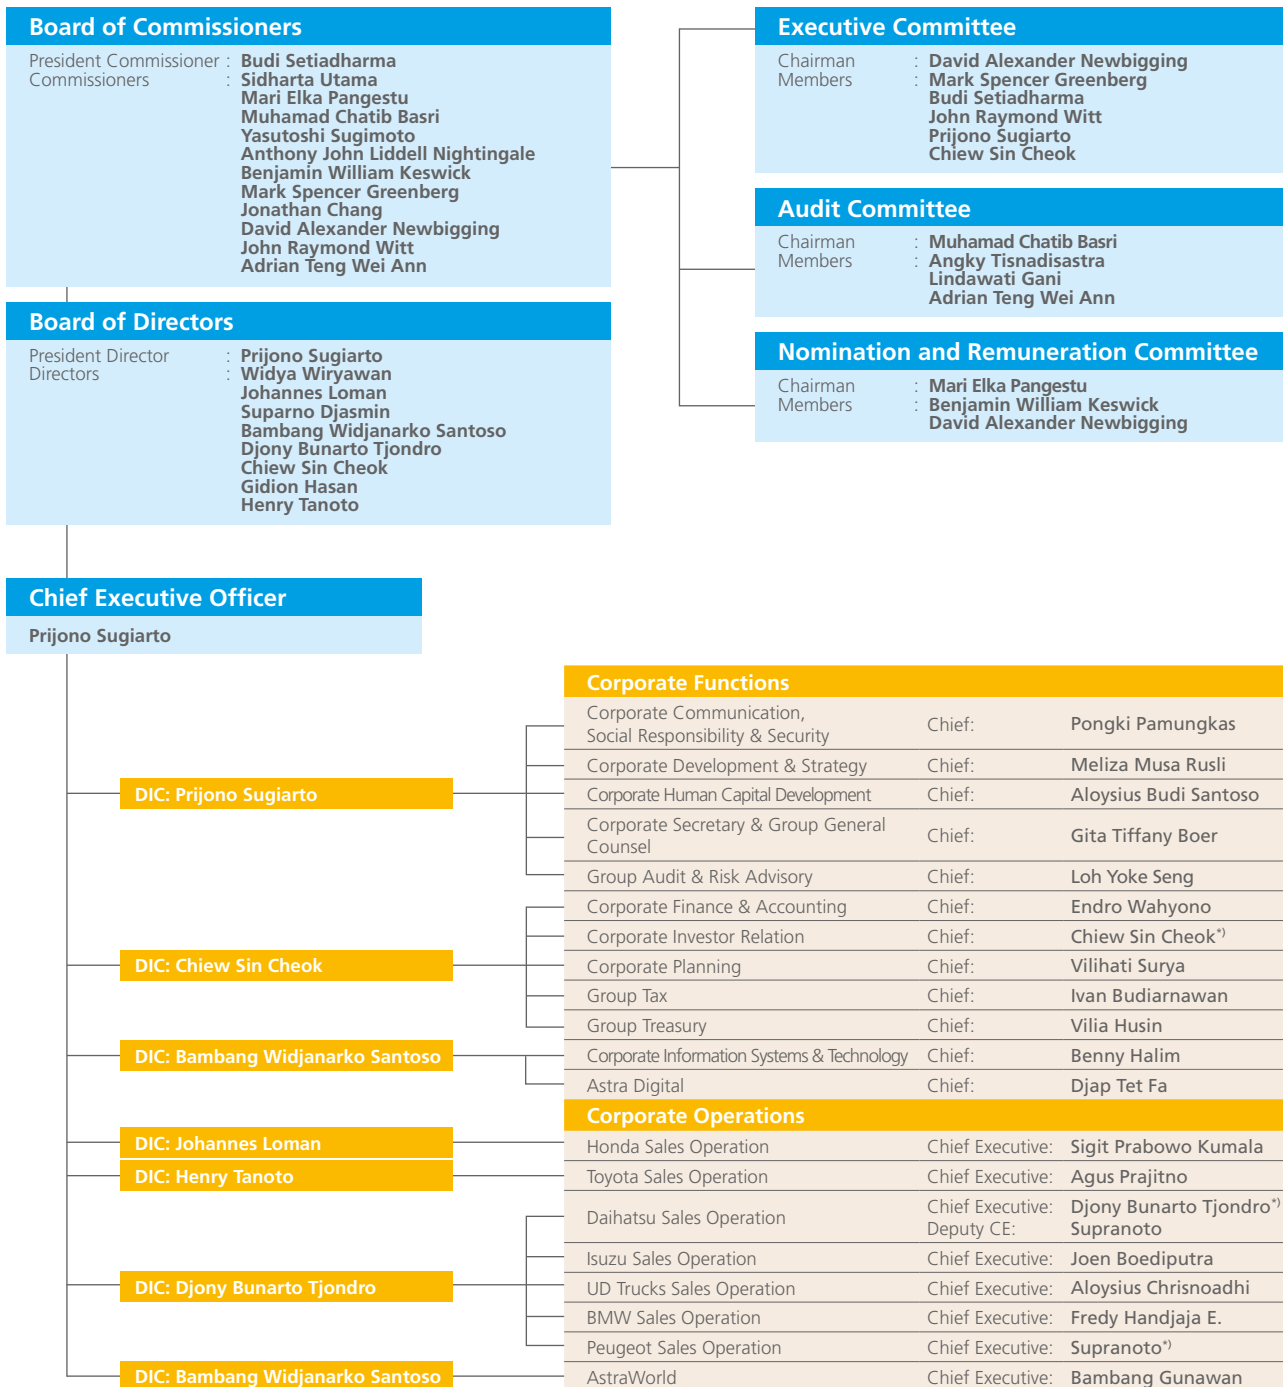 Board of Commissioners
President Commissioner : Budi Setiadharma
Commissioners : Sidharta Utama
Mari Elka Pangestu
Muhamad Chatib Basri
Yasutoshi Sugimoto
Anthony John Liddell Nightingale
Benjamin William Keswick
Mark Spencer Greenberg
Jonathan Chang
David Alexander Newbigging
John Raymond Witt
Adrian Teng Wei Ann
Board of Directors
President Director : Prijono Sugiarto
Directors : Widya Wiryawan
Johannes Loman
Suparno Djasmin
Bambang Widjanarko Santoso
Djony Bunarto Tjondro
Chiew Sin Cheok
Gidion Hasan
Henry Tanoto
Executive Committee
Chairman : David Alexander Newbigging
Members : Mark Spencer Greenberg
Budi Setiadharma
John Raymond Witt
Prijono Sugiarto
Chiew Sin Cheok
Audit Committee
Chairman : Muhamad Chatib Basri
Members : Angky Tisnadisastra
Lindawati Gani
Adrian Teng Wei Ann
Nomination and Remuneration Committee
Chairman : Mari Elka Pangestu
Members : Benjamin William Keswick
David Alexander Newbigging
Chief Executive Officer
Prijono Sugiarto
Corporate Functions
DIC: Prijono Sugiarto
Corporate Communication,
Social Responsibility & Security Chief: Pongki Pamungkas
Corporate Development & Strategy Chief: Meliza Musa Rusli
Corporate Human Capital Development Chief: Aloysius Budi Santoso
Corporate Secretary & Group General
Counsel Chief: Gita Tiffany Boer
Group Audit & Risk Advisory Chief: Loh Yoke Seng
DIC: Chiew Sin Cheok
Corporate Finance & Accounting Chief: Endro Wahyono
Corporate Investor Relation Chief: Chiew Sin Cheok*)
Corporate Planning Chief: Vilihati Surya
Group Tax Chief: Ivan Budiarnawan
Group Treasury Chief: Vilia Husin
DIC: Bambang Widjanarko Santoso
Corporate Information Systems & Technology Chief: Benny Halim
Astra Digital Chief: Djap Tet Fa
Corporate Operations
DIC: Johannes Loman
Honda Sales Operation Chief Executive: Sigit Prabowo Kumala
DIC: Henry Tanoto
Toyota Sales Operation Chief Executive: Agus Prajitno
DIC: Djony Bunarto Tjondro
Daihatsu Sales Operation Chief Executive: Djony Bunarto Tjondro*)
Deputy CE: Supranoto
Isuzu Sales Operation Chief Executive: Joen Boediputra
UD Trucks Sales Operation Chief Executive: Aloysius Chrisnoadhi
BMW Sales Operation Chief Executive: Fredy Handjaja E.
Peugeot Sales Operation Chief Executive: Supranoto*)
DIC: Bambang Widjanarko Santoso
AstraWorld Chief Executive: Bambang Gunawan